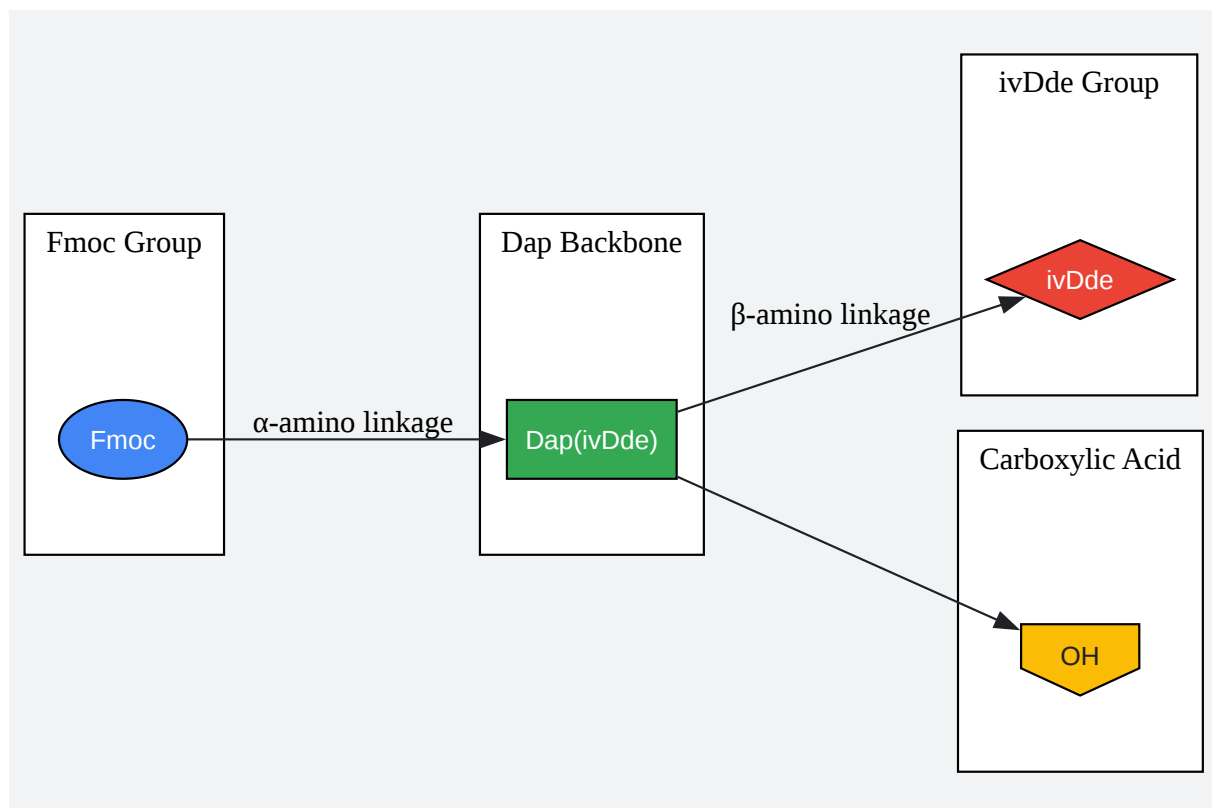 Fmoc Group
Fmoc
α-amino linkage
Dap Backbone
Dap(ivDde)
β-amino linkage
ivDde Group
ivDde
Carboxylic Acid
OH